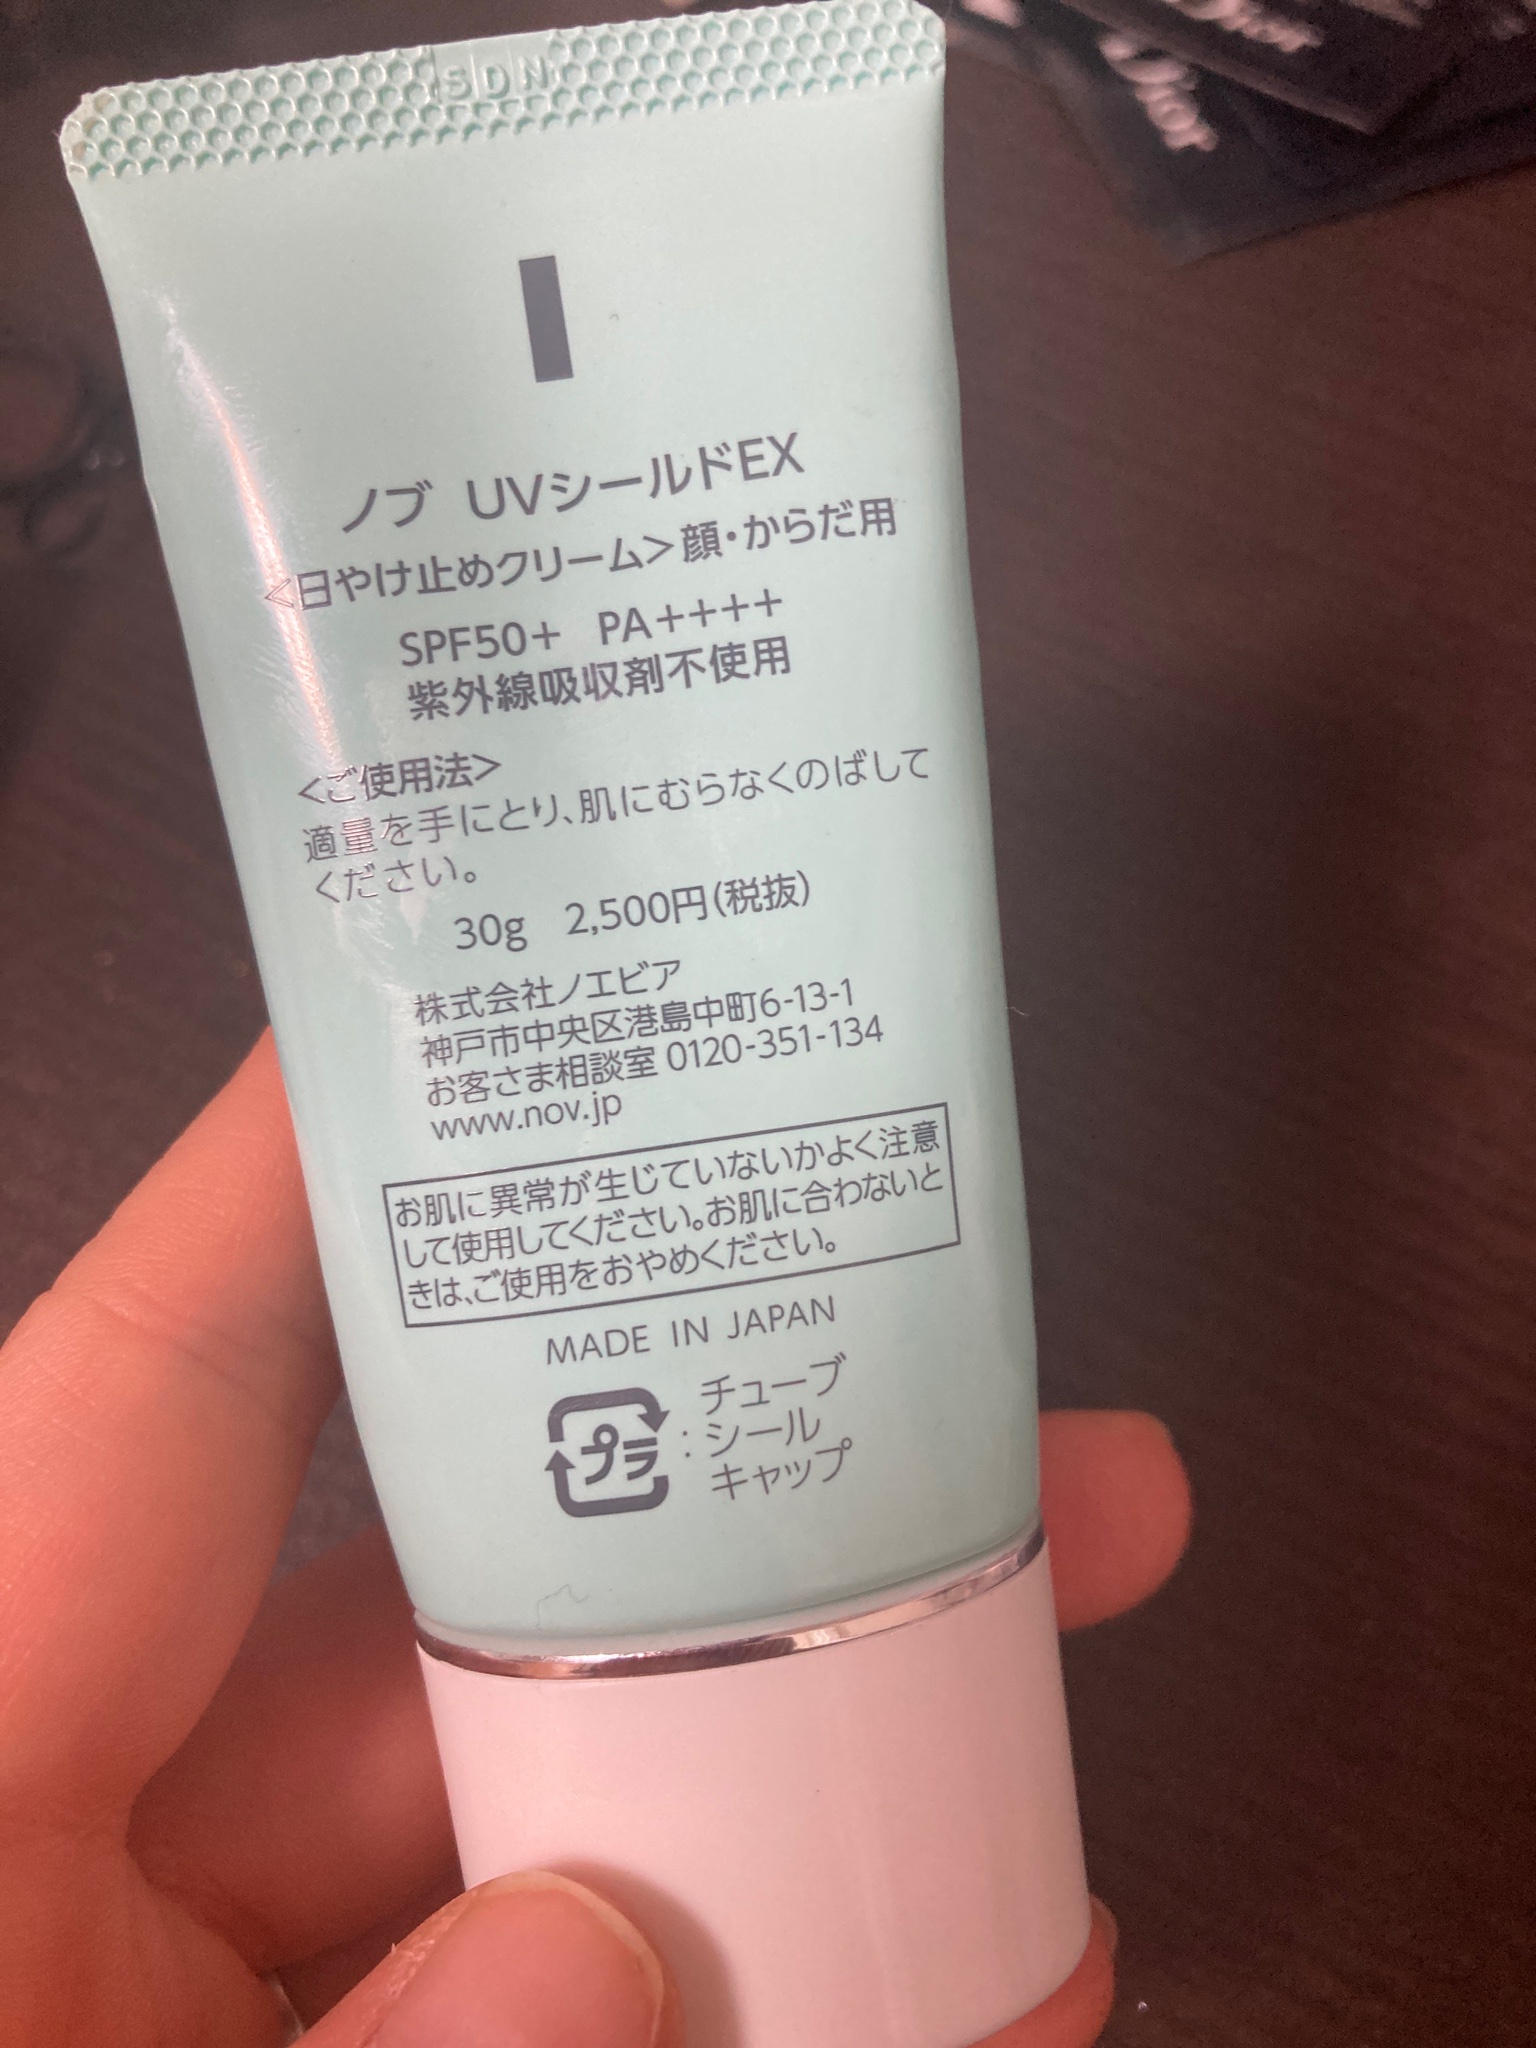 SDN
ノブ UVシールドEX
<日やけ止めクリーム>顔・からだ用
SPF50+ PA++++
紫外線吸収剤不使用
<ご使用法>
適量を手にとり、肌にむらなくのばして
ください。
30g 2,500円(税抜)
株式会社ノエビア
神戸市中央区港島中町6-13-1
お客さま相談室 0120-351-134
www.nov.jp
お肌に異常が生じていないかよく注意
して使用してください。お肌に合わないと
きは、ご使用をおやめください。
MADE IN JAPAN
プラ : チューブ
シール
キャップ